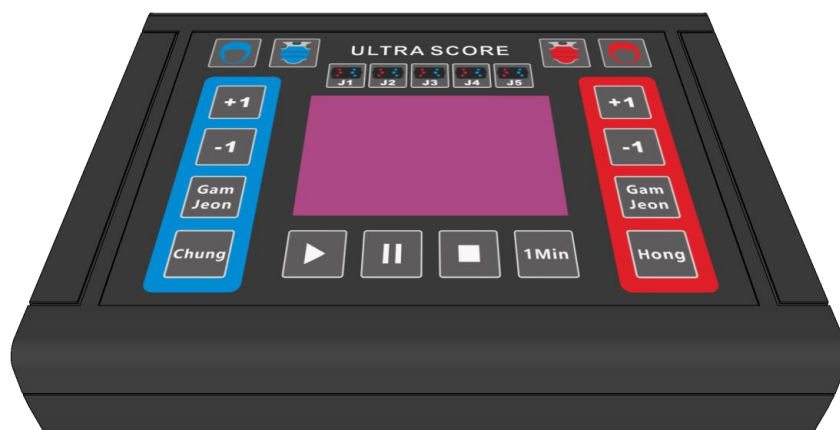 ULTRA SCORE
J1 J2 J3 J4 J5
+1
-1
Gam
Jeon
Chung
+1
-1
Gam
Jeon
Hong
1Min